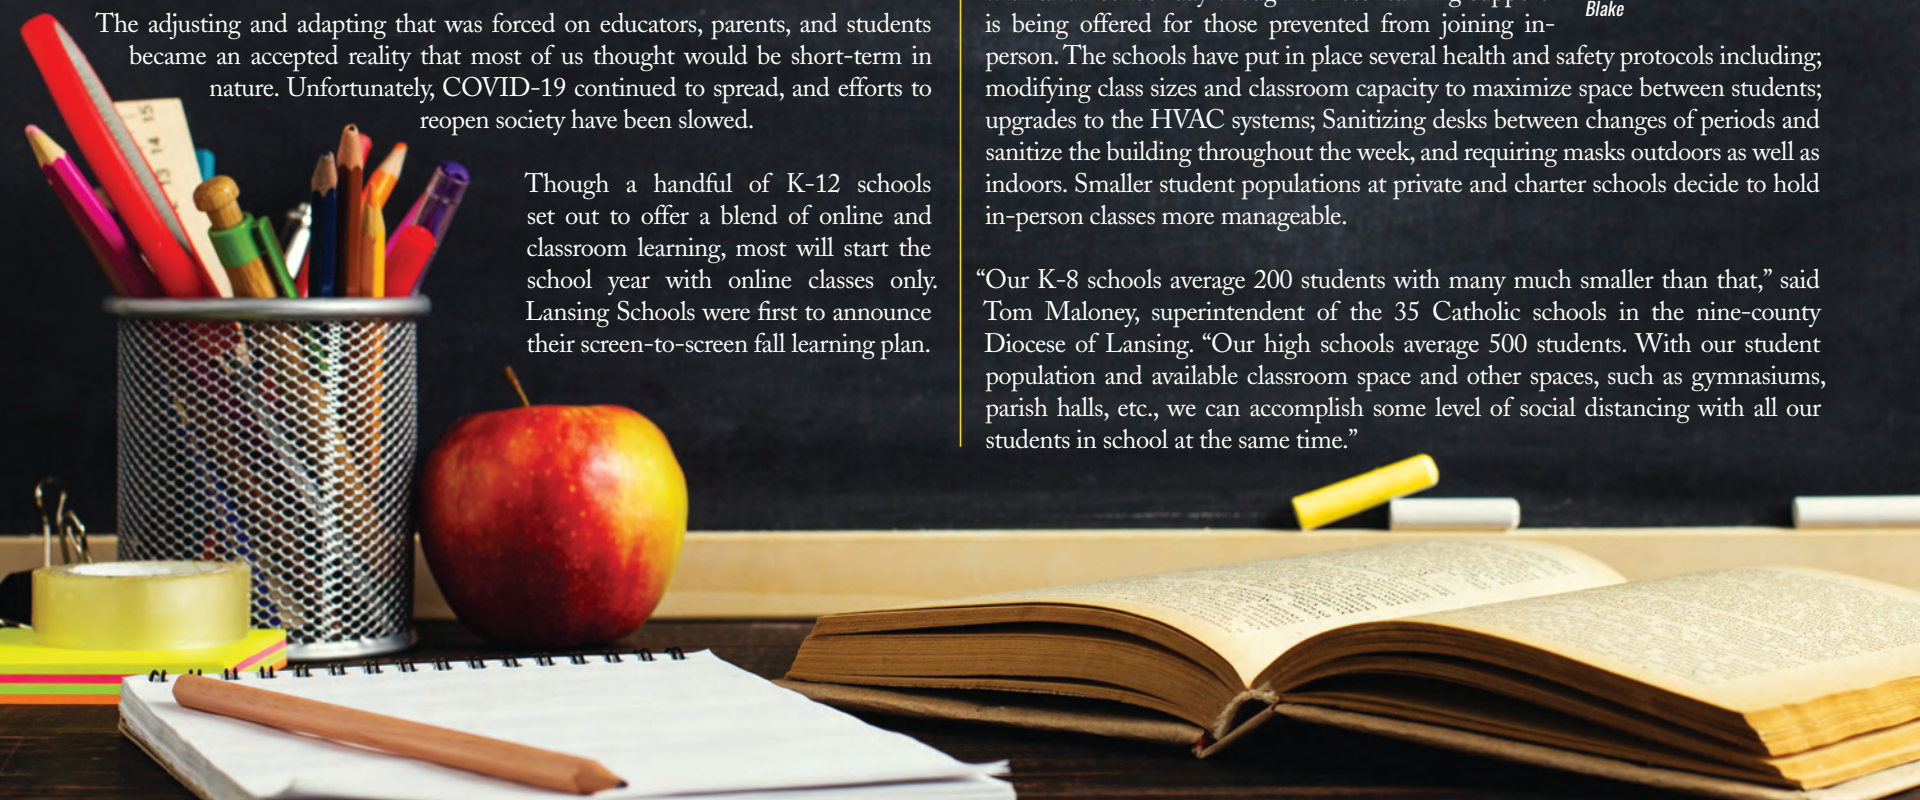 The adjusting and adapting that was forced on educators, parents, and students
became an accepted reality that most of us thought would be short-term in
nature. Unfortunately, COVID-19 continued to spread, and efforts to
reopen society have been slowed.
Though a handful of K-12 schools
set out to offer a blend of online and
classroom learning, most will start the
school year with online classes only.
Lansing Schools were first to announce
their screen-to-screen fall learning plan.
Blake
is being offered for those prevented from joining in-
person. The schools have put in place several health and safety protocols including;
modifying class sizes and classroom capacity to maximize space between students;
upgrades to the HVAC systems; Sanitizing desks between changes of periods and
sanitize the building throughout the week, and requiring masks outdoors as well as
indoors. Smaller student populations at private and charter schools decide to hold
in-person classes more manageable.
“Our K-8 schools average 200 students with many much smaller than that,” said
Tom Maloney, superintendent of the 35 Catholic schools in the nine-county
Diocese of Lansing. “Our high schools average 500 students. With our student
population and available classroom space and other spaces, such as gymnasiums,
parish halls, etc., we can accomplish some level of social distancing with all our
students in school at the same time.”
15
14
13